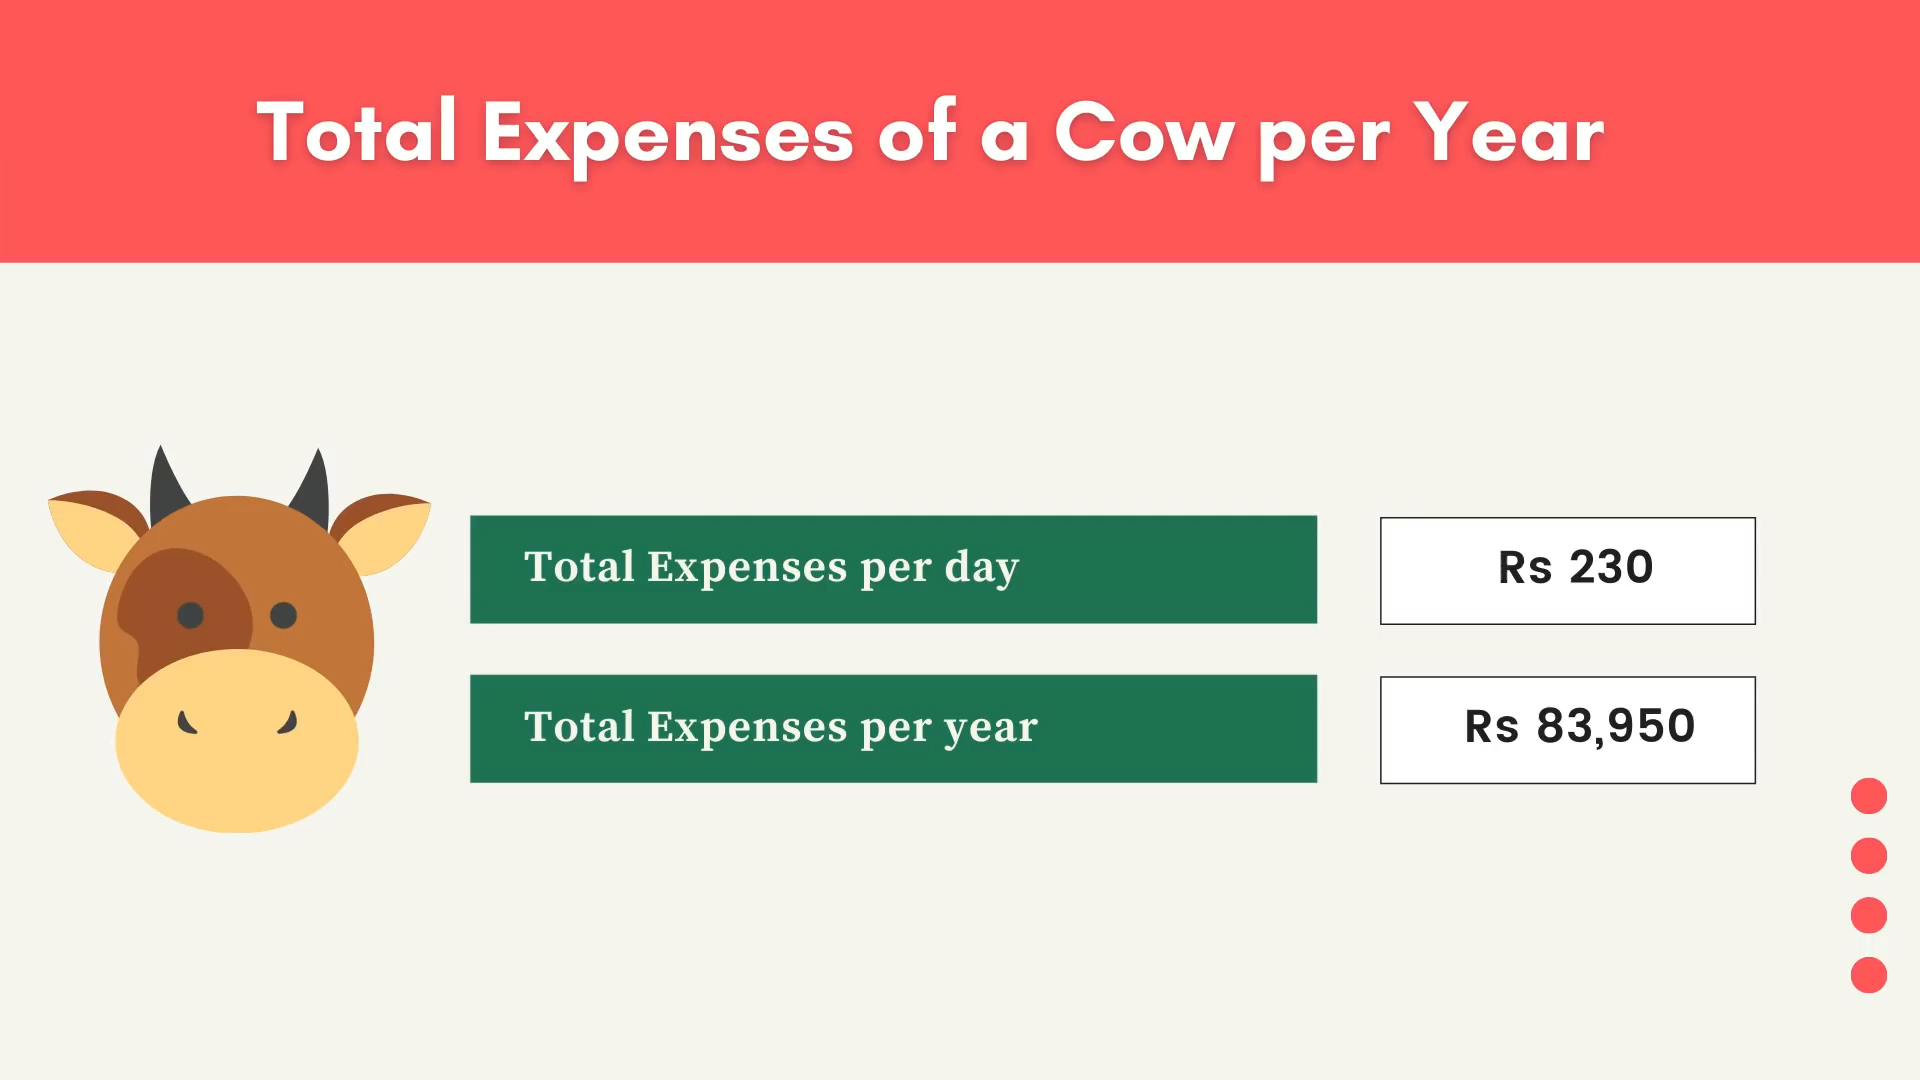 Total Expenses of a Cow per Year
Total Expenses per day
Rs 230
Total Expenses per year
Rs 83,950